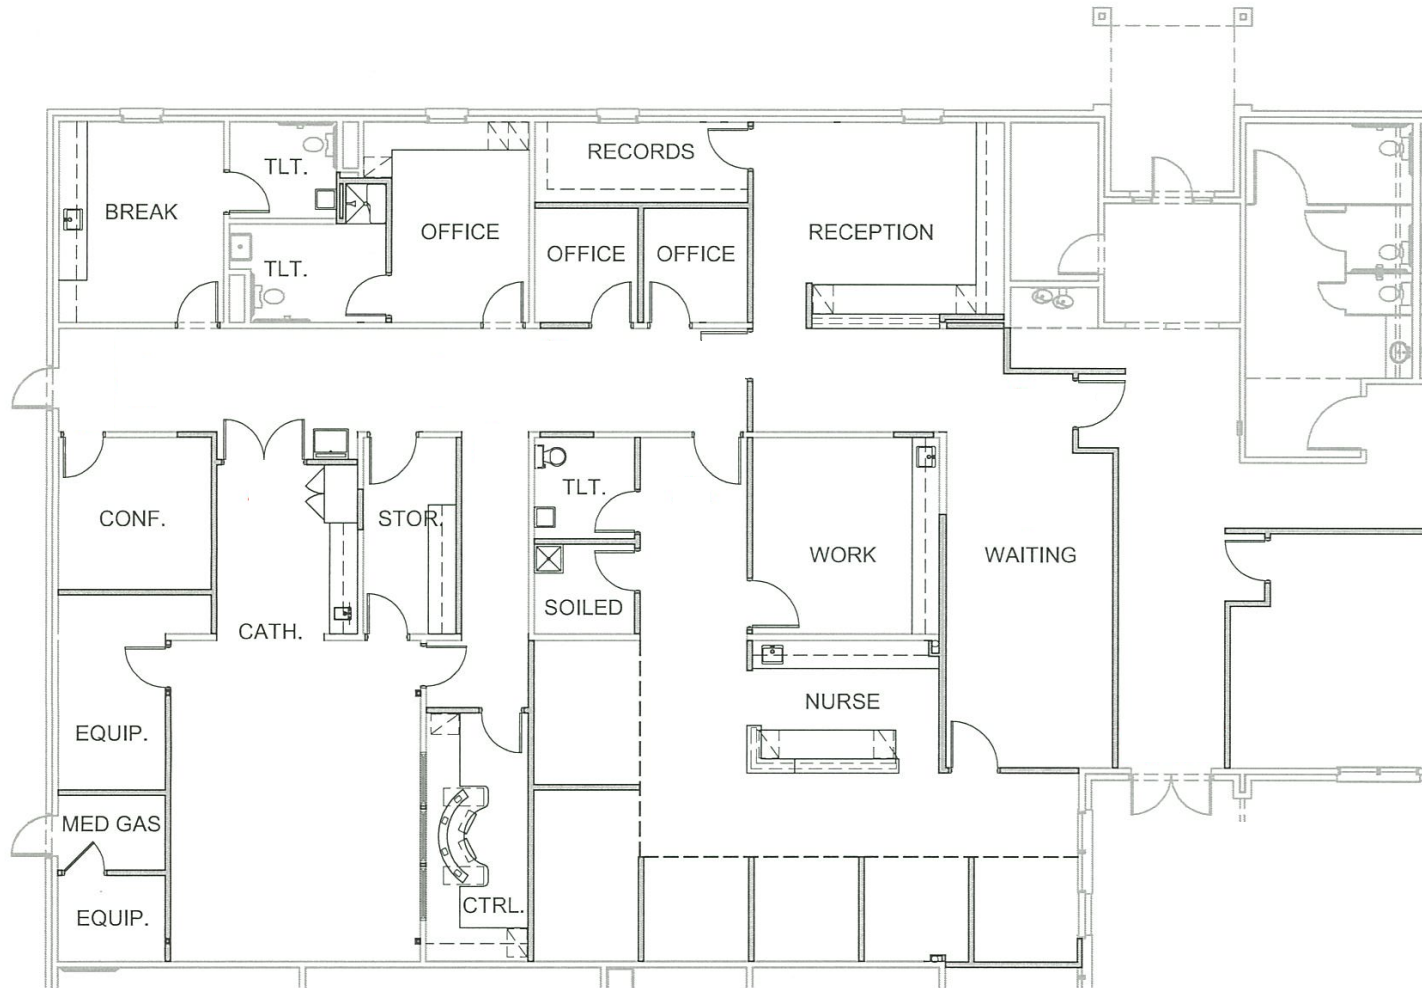 TLT.
RECORDS
BREAK
OFFICE
RECEPTION
TLT.
OFFICE
OFFICE
CONF.
STOR.
TLT.
WORK
WAITING
SOILED
CATH.
NURSE
EQUIP.
MED GAS
CTRL.
EQUIP.